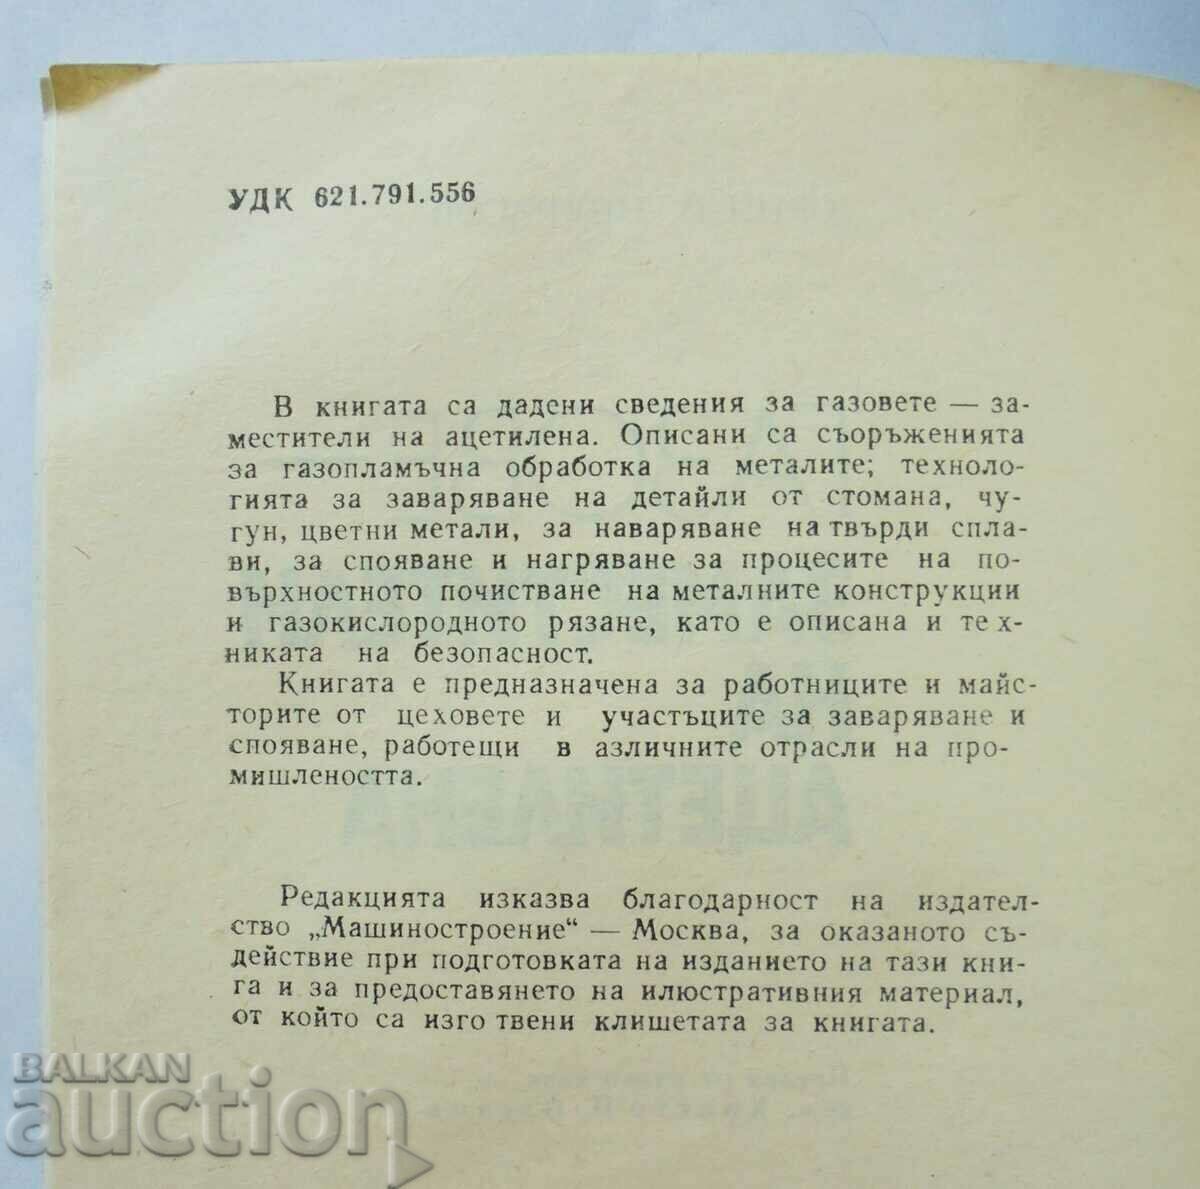 УДК 621.791.556
В книгата са дадени сведения за газовете — за-
местители на ацетилена. Описани са съоръженията
за газопламъчна обработка на металите; техноло-
гията за заваряване на детайли от стомана, чу-
гун, цветни метали, за наваряване на твърди спла-
ви, за спояване и нагряване за процесите на по-
върхностното почистване на металните конструкции
и газокислородното рязане, като е описана и тех-
никата на безопасност.
Книгата е предназначена за работниците и майс-
торите от цеховете и участъците за заваряване и
спояване, работещи в азличните отрасли на про-
мишлеността.
Редакцията изказва благодарност на издател-
ство „Машиностроение“ — Москва, за оказаното съ-
действие при подготовката на изданието на тази кни-
га и за предоставянето на илюстративния материал,
от който са изго твени клишетата за книгата.
BALKAN
auction